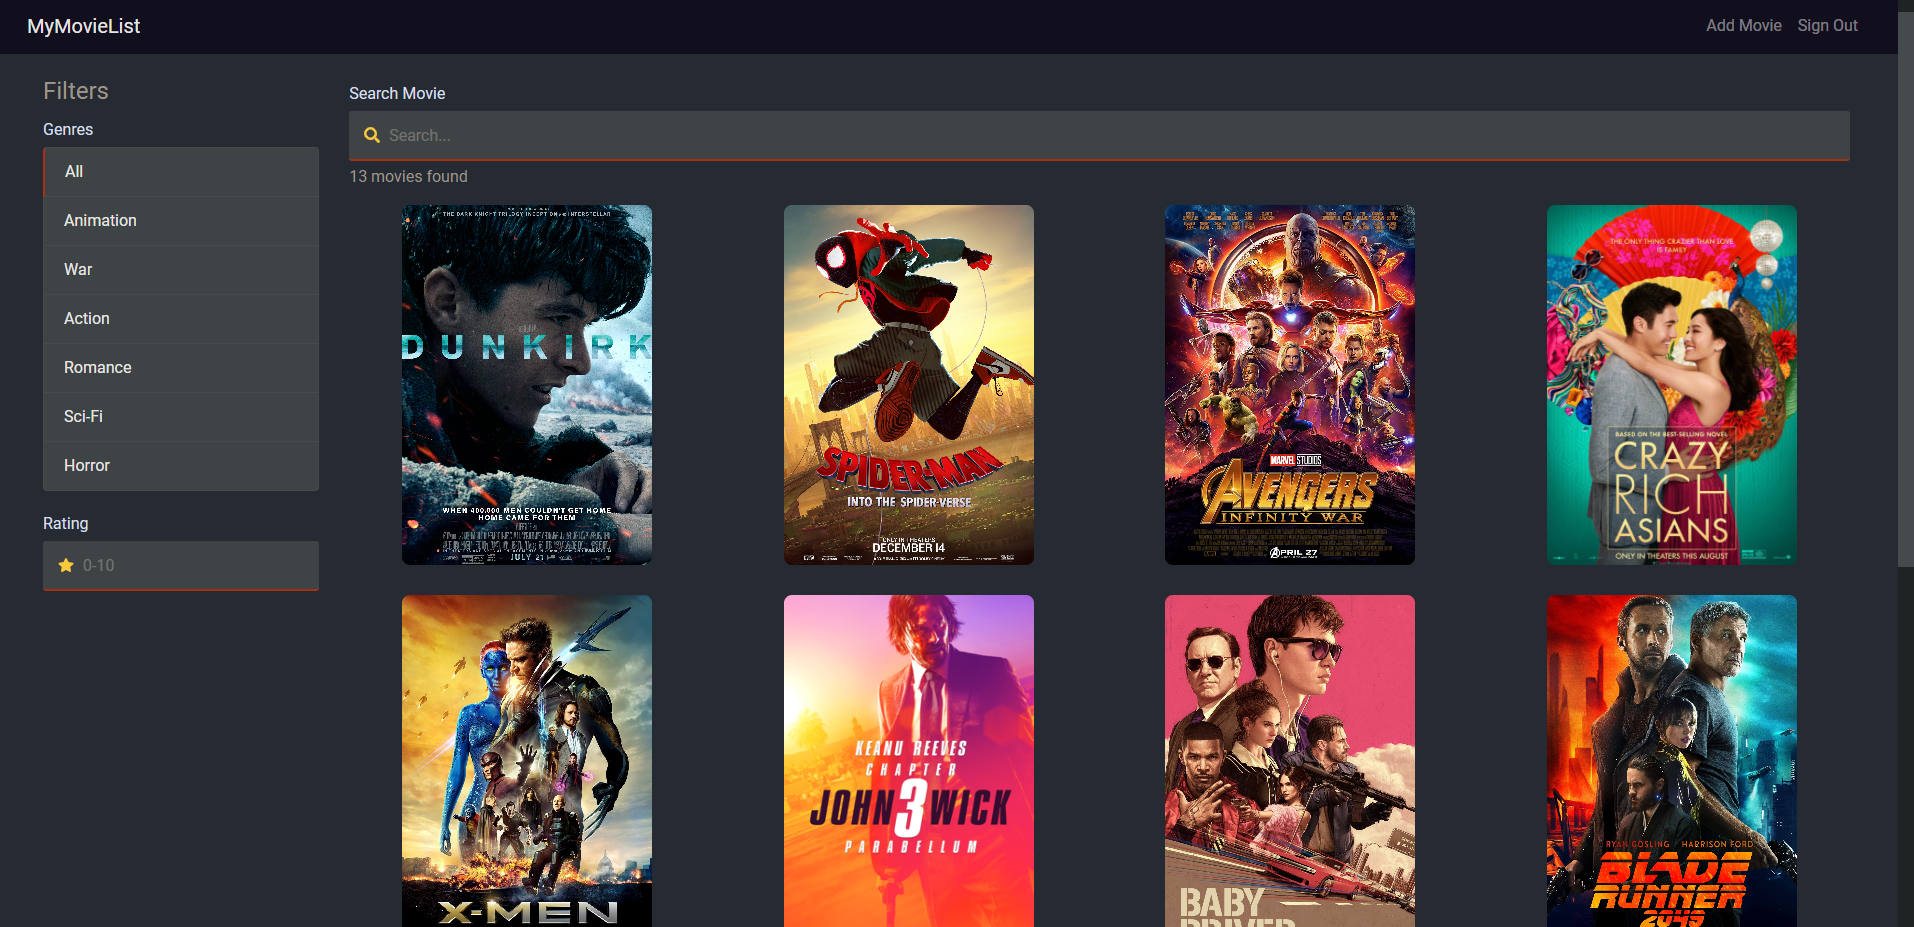 MyMovieList
Add Movie
Sign Out
Filters
Genres
All
Animation
War
Action
Romance
Sci-Fi
Horror
Rating
0-10
Search Movie
Search...
13 movies found
THE DARK KNIGHT TRILOGY INCEPTION INTERSTELLAR
DUNKIRK
WHEN 400,000 MEN COULDN'T GET HOME
HOME CAME FOR THEM
JULY 21
SPIDER-MAN
INTO THE SPIDER-VERSE
ONLY IN THEATERS
DECEMBER 14
MARVEL STUDIOS
AVENGERS
INFINITY WAR
APRIL 27
THE ONLY THING CRAZIER THAN LOVE
IS FAMILY
BASED ON THE BEST-SELLING NOVEL
CRAZY
RICH
ASIANS
ONLY IN THEATERS THIS AUGUST
X-MEN
KEANU REEVES
CHAPTER
JOHN 3 WICK
PARABELLUM
BABY
DRIVER
RYAN GOSLING HARRISON FORD
BLADE
RUNNER
2049